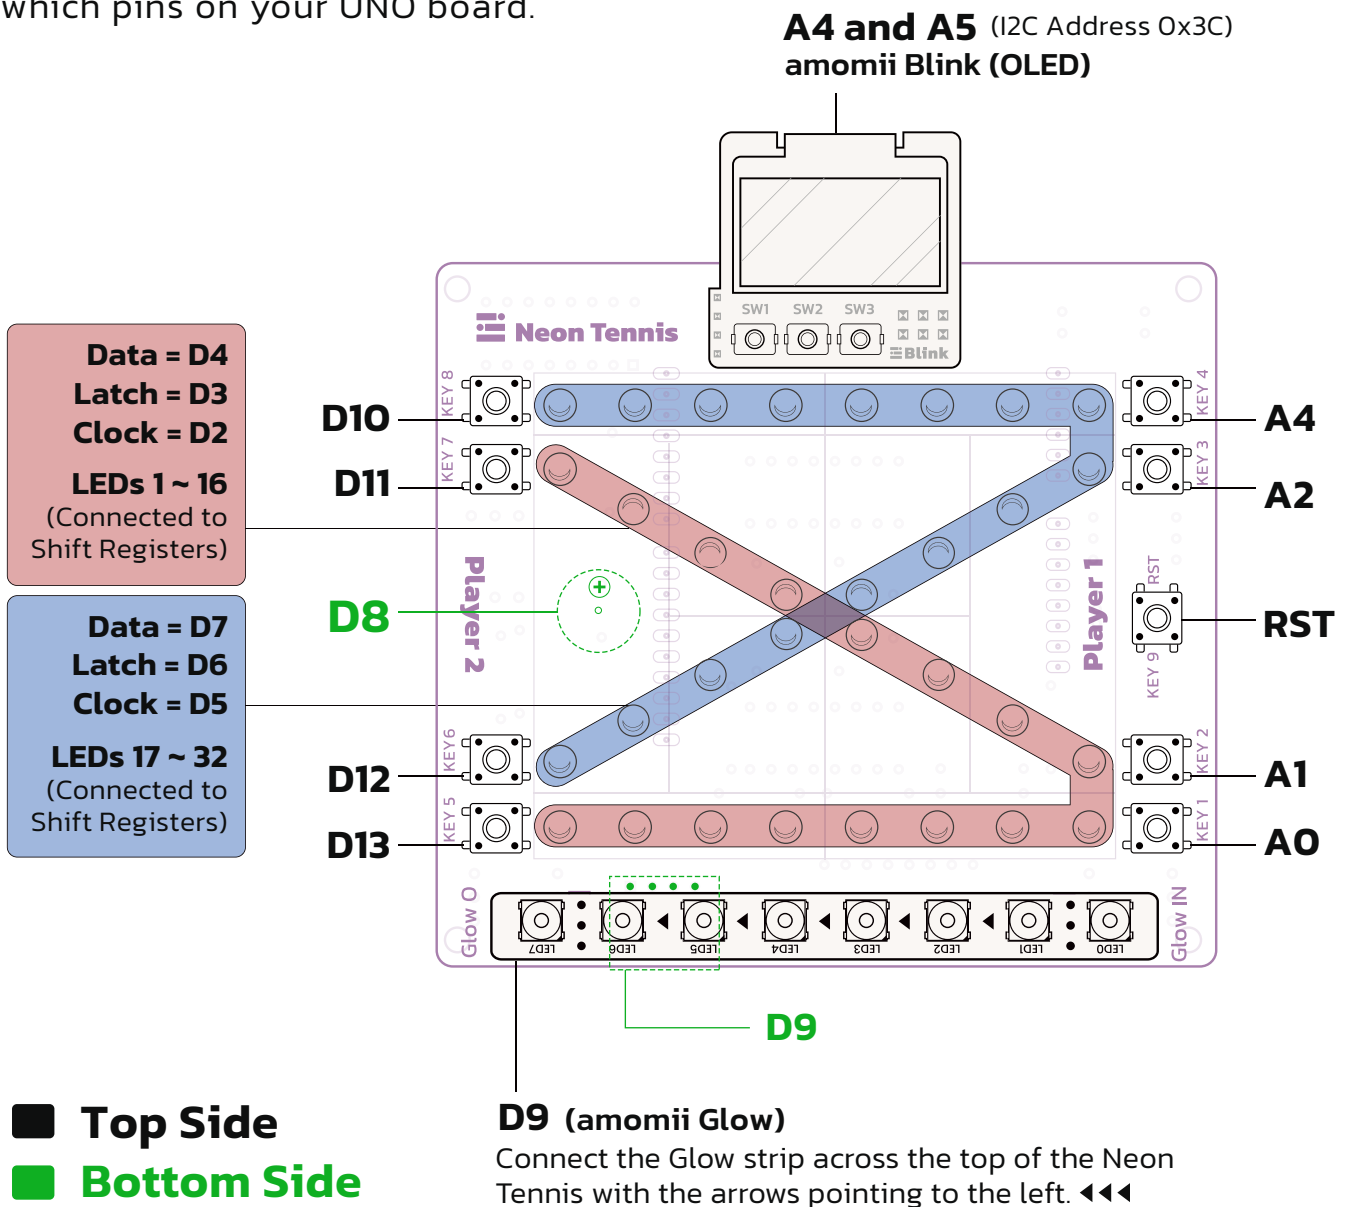 which pins on your UNO board.
A4 and A5 (I2C Address 0x3C)
amomii Blink (OLED)
SW1 SW2 SW3
Blink
Neon Tennis
Data = D4
Latch = D3
Clock = D2
LEDs 1 ~ 16
(Connected to
Shift Registers)
Data = D7
Latch = D6
Clock = D5
LEDs 17 ~ 32
(Connected to
Shift Registers)
KEY 8
D10
KEY 7
D11
Player 2
D8
KEY6
D12
KEY 5
D13
KEY 4
A4
KEY 3
A2
Player 1
RST
KEY 9
RST
KEY 2
A1
KEY 1
A0
Glow O
Glow IN
LED7 LED6 LED5 LED4 LED3 LED2 LED1 LED0
D9
D9 (amomii Glow)
Connect the Glow strip across the top of the Neon
Tennis with the arrows pointing to the left.
Top Side
Bottom Side